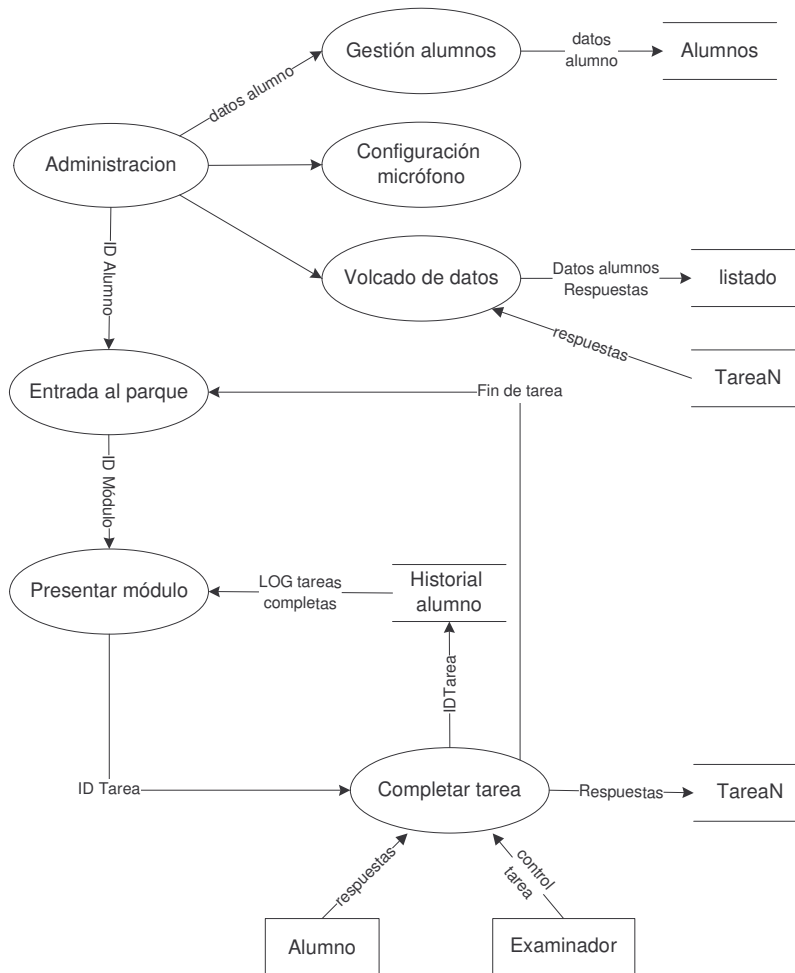 Gestión alumnos
datos
alumno
Alumnos
datos alumno
Administracion
Configuración
micrófono
ID Alumno
Volcado de datos
Datos alumnos
Respuestas
listado
respuestas
TareaN
Entrada al parque
Fin de tarea
ID Módulo
Presentar módulo
LOG tareas
completas
Historial
alumno
IDTarea
ID Tarea
Completar tarea
Respuestas
TareaN
respuestas
control
tarea
Alumno
Examinador